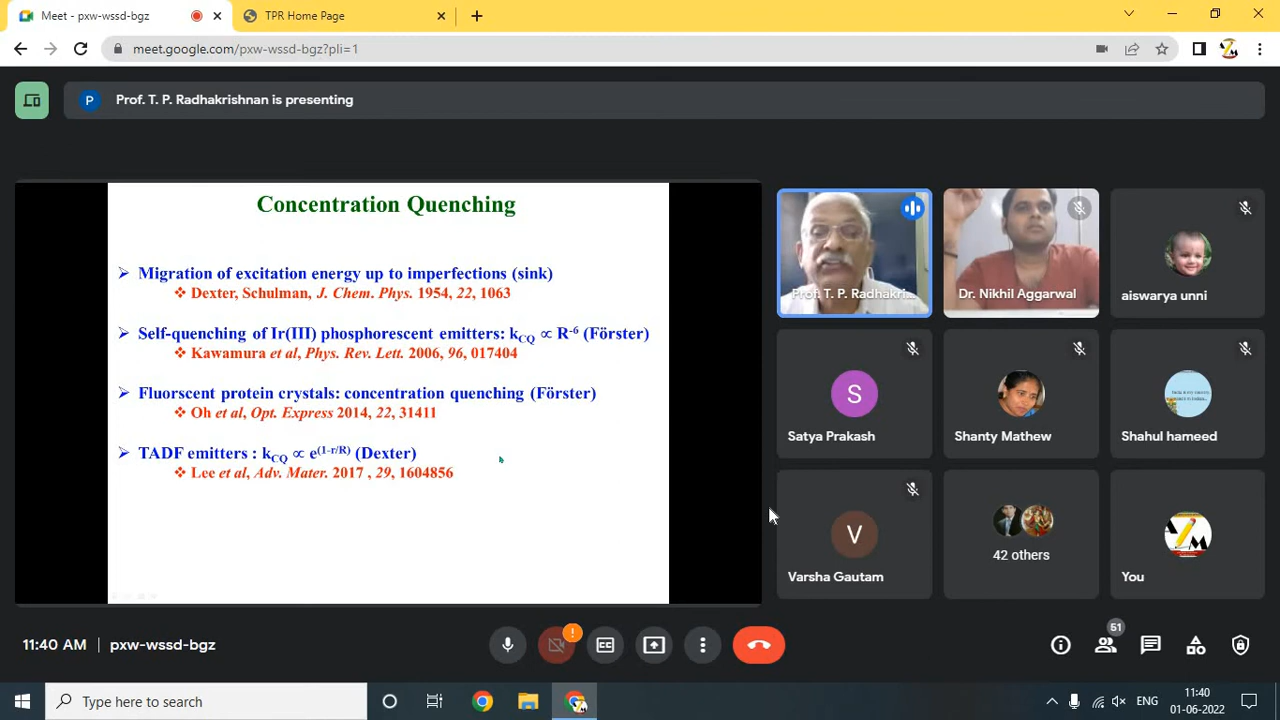 Meet - pxw-wssd-bgz
TPR Home Page
meet.google.com/pxw-wssd-bgz?pli=1
P
Prof. T. P. Radhakrishnan is presenting
Concentration Quenching
➢ Migration of excitation energy up to imperfections (sink)
❖ Dexter, Schulman, J. Chem. Phys. 1954, 22, 1063
➢ Self-quenching of Ir(III) phosphorescent emitters: kCQ ∝ R-6 (Förster)
❖ Kawamura et al, Phys. Rev. Lett. 2006, 96, 017404
➢ Fluorscent protein crystals: concentration quenching (Förster)
❖ Oh et al, Opt. Express 2014, 22, 31411
➢ TADF emitters : kCQ ∝ e(1-r/R) (Dexter)
❖ Lee et al, Adv. Mater. 2017 , 29, 1604856
Prof. T. P. Radhakri...
Dr. Nikhil Aggarwal
aiswarya unni
S
Satya Prakash
Shanty Mathew
Shahul hameed
V
Varsha Gautam
42 others
You
11:40 AM | pxw-wssd-bgz
CC
51
Type here to search
ENG
11:40
01-06-2022